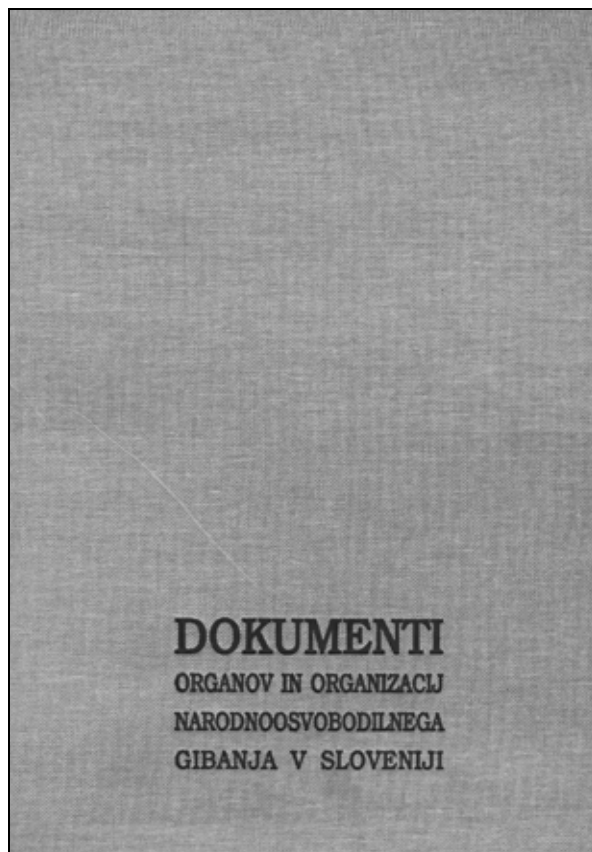 DOKUMENTI
ORGANOV IN ORGANIZACIJ
NARODNOOSVOBODILNEGA
GIBANJA V SLOVENIJI